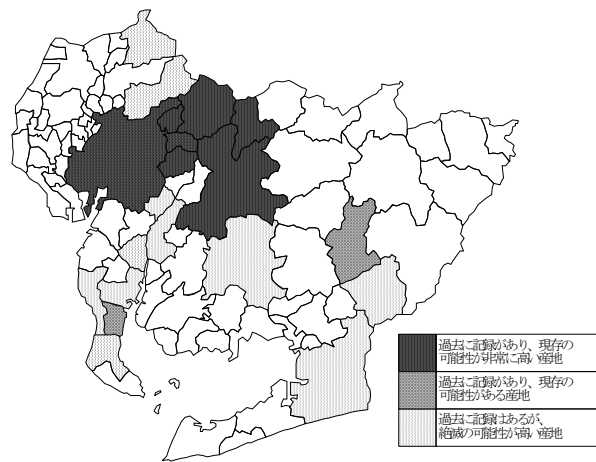 過去に記録があり、現存の
可能性が非常に高い産地
過去に記録があり、現存の
可能性がある産地
過去に記録はあるが、
絶滅の可能性が高い産地